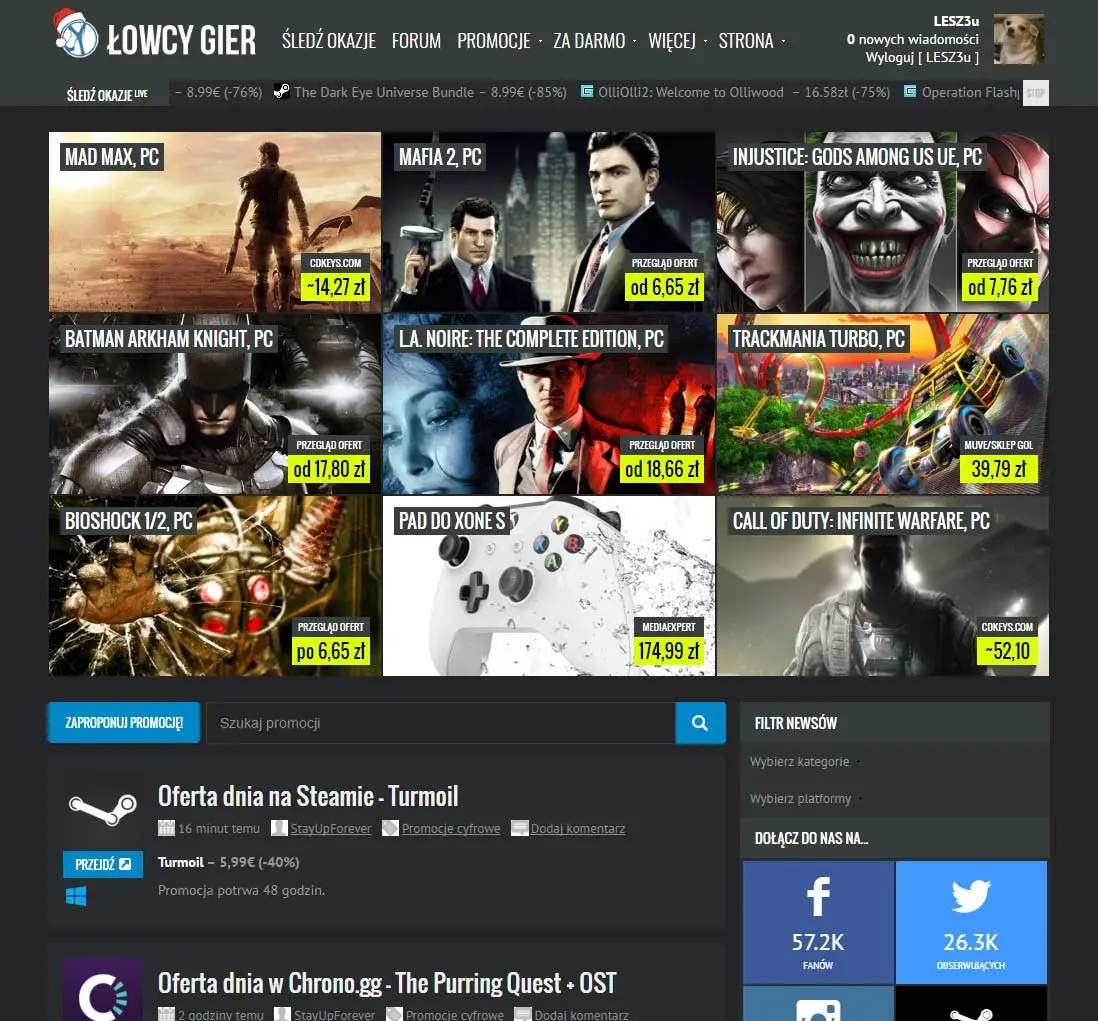 ŁOWCY GIER
ŚLEDŹ OKAZJE FORUM PROMOCJE ZA DARMO WIĘCEJ STRONA
LESZ3u
0 nowych wiadomości
Wyloguj [ LESZ3u ]
ŚLEDŹ OKAZJE LIVE
– 8.99€ (-76%) The Dark Eye Universe Bundle – 8.99€ (-85%) OlliOlli2: Welcome to Olliwood – 16.58zł (-75%) Operation Flashp STOP
MAD MAX, PC
CDKEYS.COM
~14,27 zł
MAFIA 2, PC
PRZEGLĄD OFERT
od 6,65 zł
INJUSTICE: GODS AMONG US UE, PC
PRZEGLĄD OFERT
od 7,76 zł
BATMAN ARKHAM KNIGHT, PC
PRZEGLĄD OFERT
od 17,80 zł
L.A. NOIRE: THE COMPLETE EDITION, PC
PRZEGLĄD OFERT
od 18,66 zł
TRACKMANIA TURBO, PC
MUVE/SKLEP GOL
39,79 zł
BIOSHOCK 1/2, PC
PRZEGLĄD OFERT
po 6,65 zł
PAD DO XONE S
Y
X B
A
MEDIAEXPERT
174,99 zł
CALL OF DUTY: INFINITE WARFARE, PC
CDKEYS.COM
~52,10
ZAPROPONUJ PROMOCJĘ!
Szukaj promocji
Oferta dnia na Steamie - Turmoil
16 minut temu StayUpForever Promocje cyfrowe Dodaj komentarz
PRZEJDŹ
Turmoil – 5,99€ (-40%)
Promocja potrwa 48 godzin.
Oferta dnia w Chrono.gg - The Purring Quest + OST
2 godziny temu StayUpForever Promocje cyfrowe Dodaj komentarz
FILTR NEWSÓW
Wybierz kategorie
Wybierz platformy
DOŁĄCZ DO NAS NA...
57.2K
FANÓW
26.3K
OBSERWUJĄCYCH